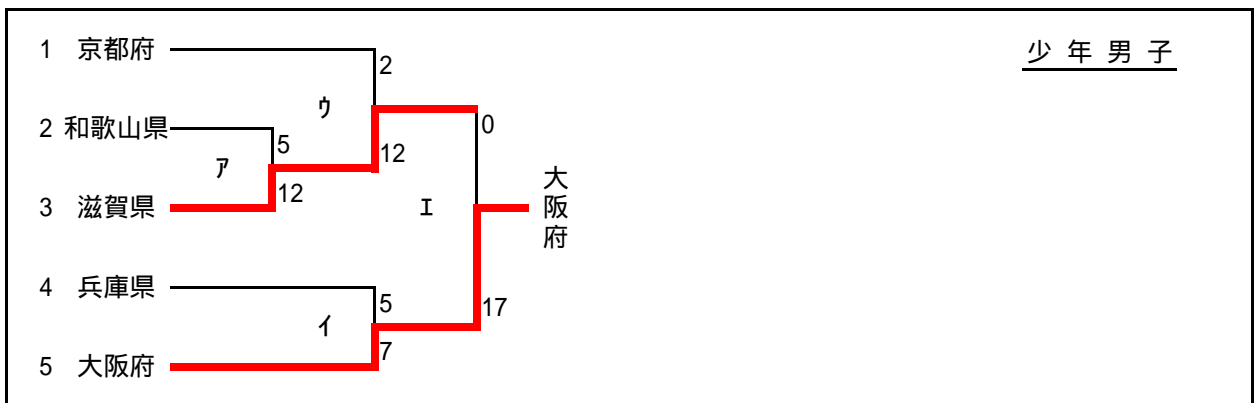 1 京都府
2
少年男子
ウ
2 和歌山県
0
5
12
ア
12
3 滋賀県
エ
大阪府
4 兵庫県
5
17
イ
7
5 大阪府